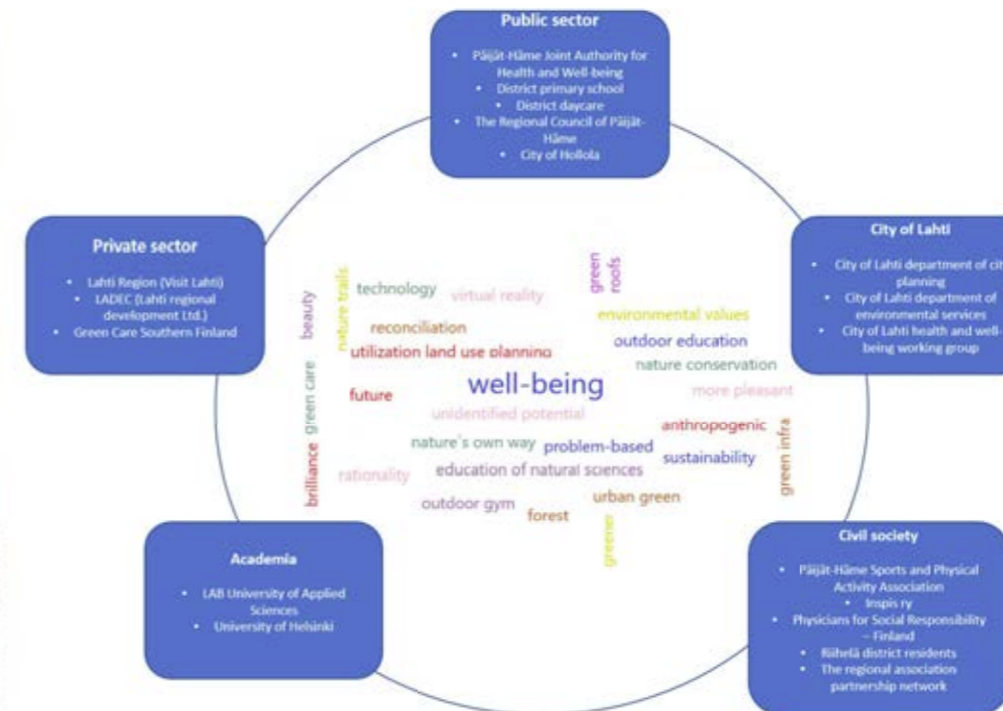 Public sector
• Päijät-Häme Joint Authority for
Health and Well-being
• District primary school
• District daycare
• The Regional Council of Päijät-
Häme
• City of Hollola
Private sector
• Lahti Region (Visit Lahti)
• LADEC (Lahti regional
development Ltd.)
• Green Care Southern Finland
City of Lahti
• City of Lahti department of city
planning
• City of Lahti department of
environmental services
• City of Lahti health and well-
being working group
beauty
nature trails
technology
virtual reality
green
roofs
reconciliation
environmental values
utilization land use planning
outdoor education
nature conservation
well-being
green care
future
more pleasant
unidentified potential
anthropogenic
nature's own way
problem-based
sustainability
green infra
brilliance
rationality
education of natural sciences
outdoor gym
urban green
forest
greener
Academia
• LAB University of Applied
Sciences
• University of Helsinki
Civil society
• Päijät-Häme Sports and Physical
Activity Association
• Inspis ry
• Physicians for Social Responsibility
– Finland
• Riihelä district residents
• The regional association
partnership network